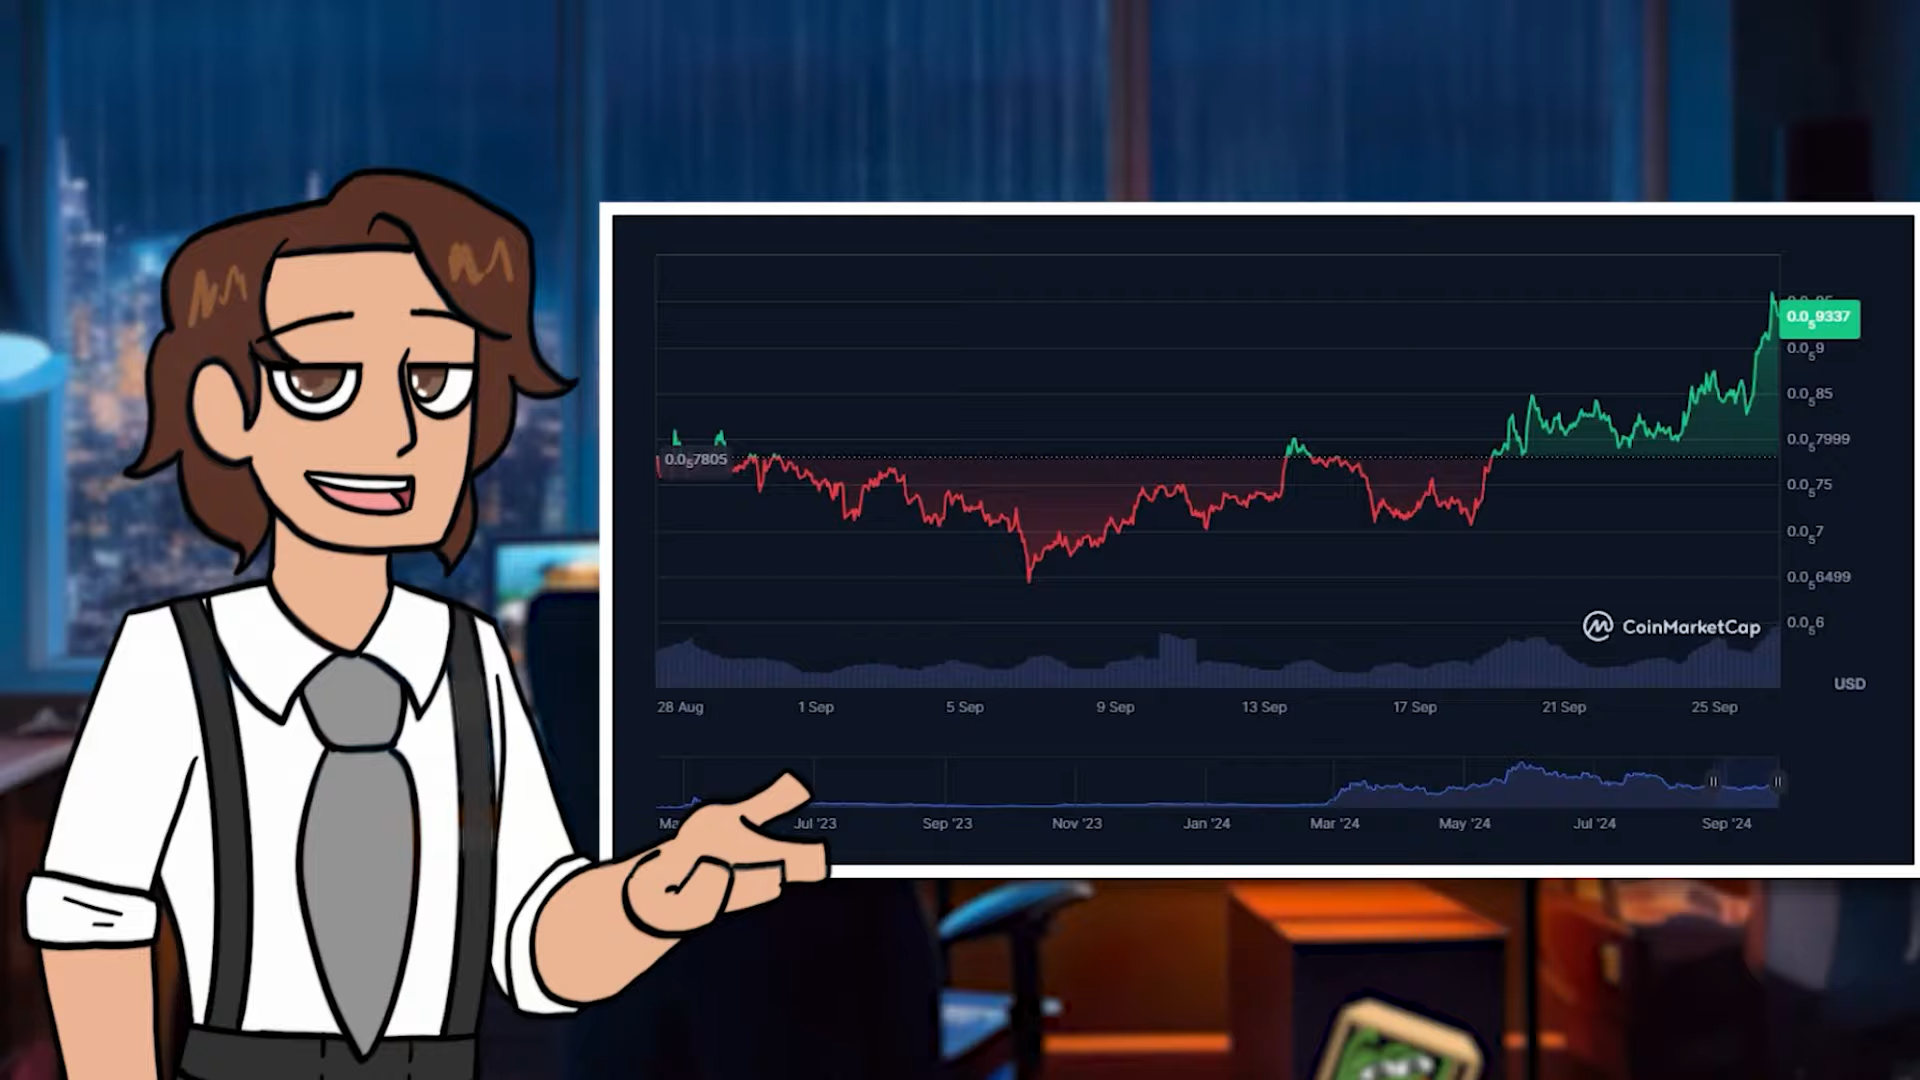 0.0₅9337
0.0₅9
0.0₅85
0.0₅7999
0.0₅7805
0.0₅75
0.0₅7
0.0₅6499
0.0₅6
CoinMarketCap
USD
28 Aug 1 Sep 5 Sep 9 Sep 13 Sep 17 Sep 21 Sep 25 Sep
Jul '23 Sep '23 Nov '23 Jan '24 Mar '24 May '24 Jul '24 Sep '24